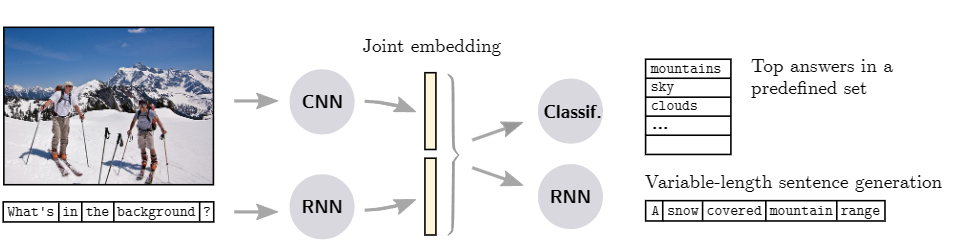 Joint embedding
CNN
RNN
What's in the background ?
Classif.
RNN
mountains
sky
clouds
...
Top answers in a
predefined set
Variable-length sentence generation
A snow covered mountain range